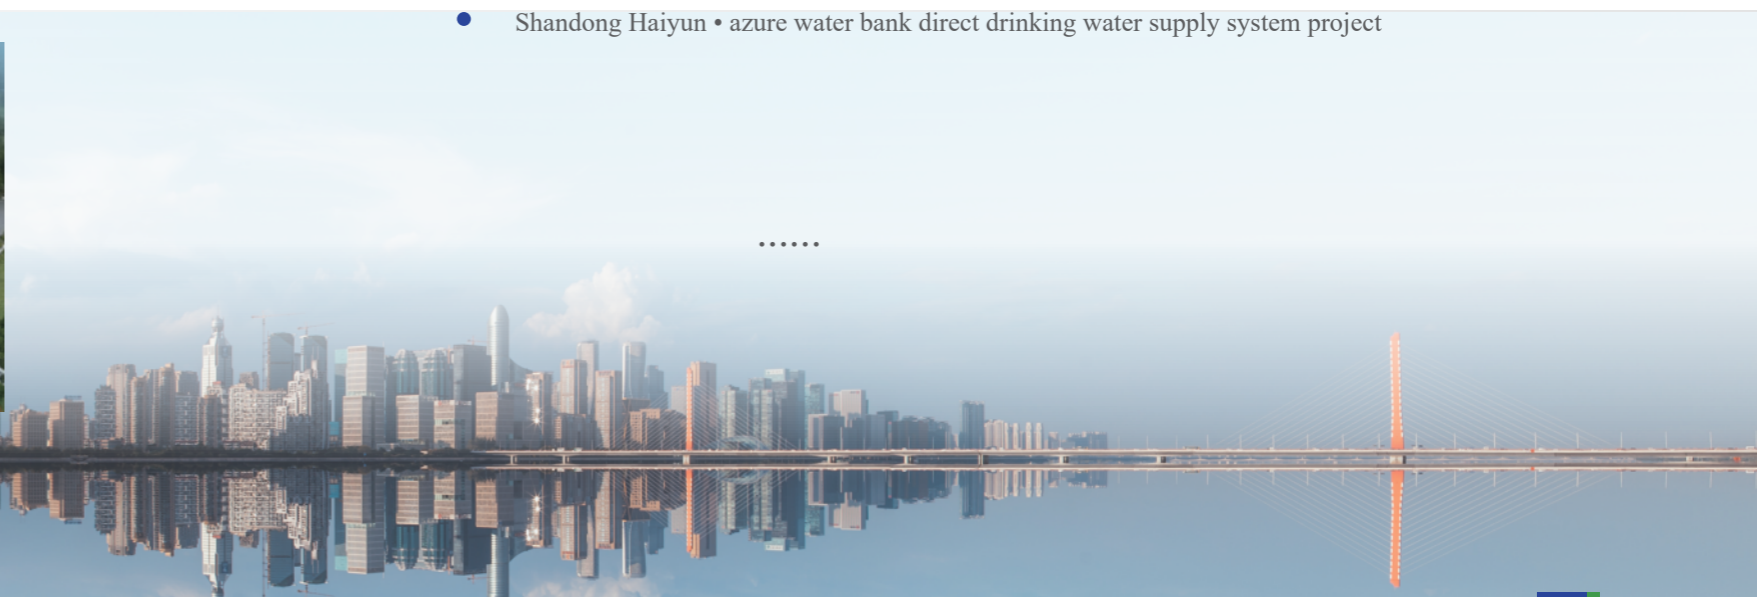 ● Shandong Haiyun • azure water bank direct drinking water supply system project
......